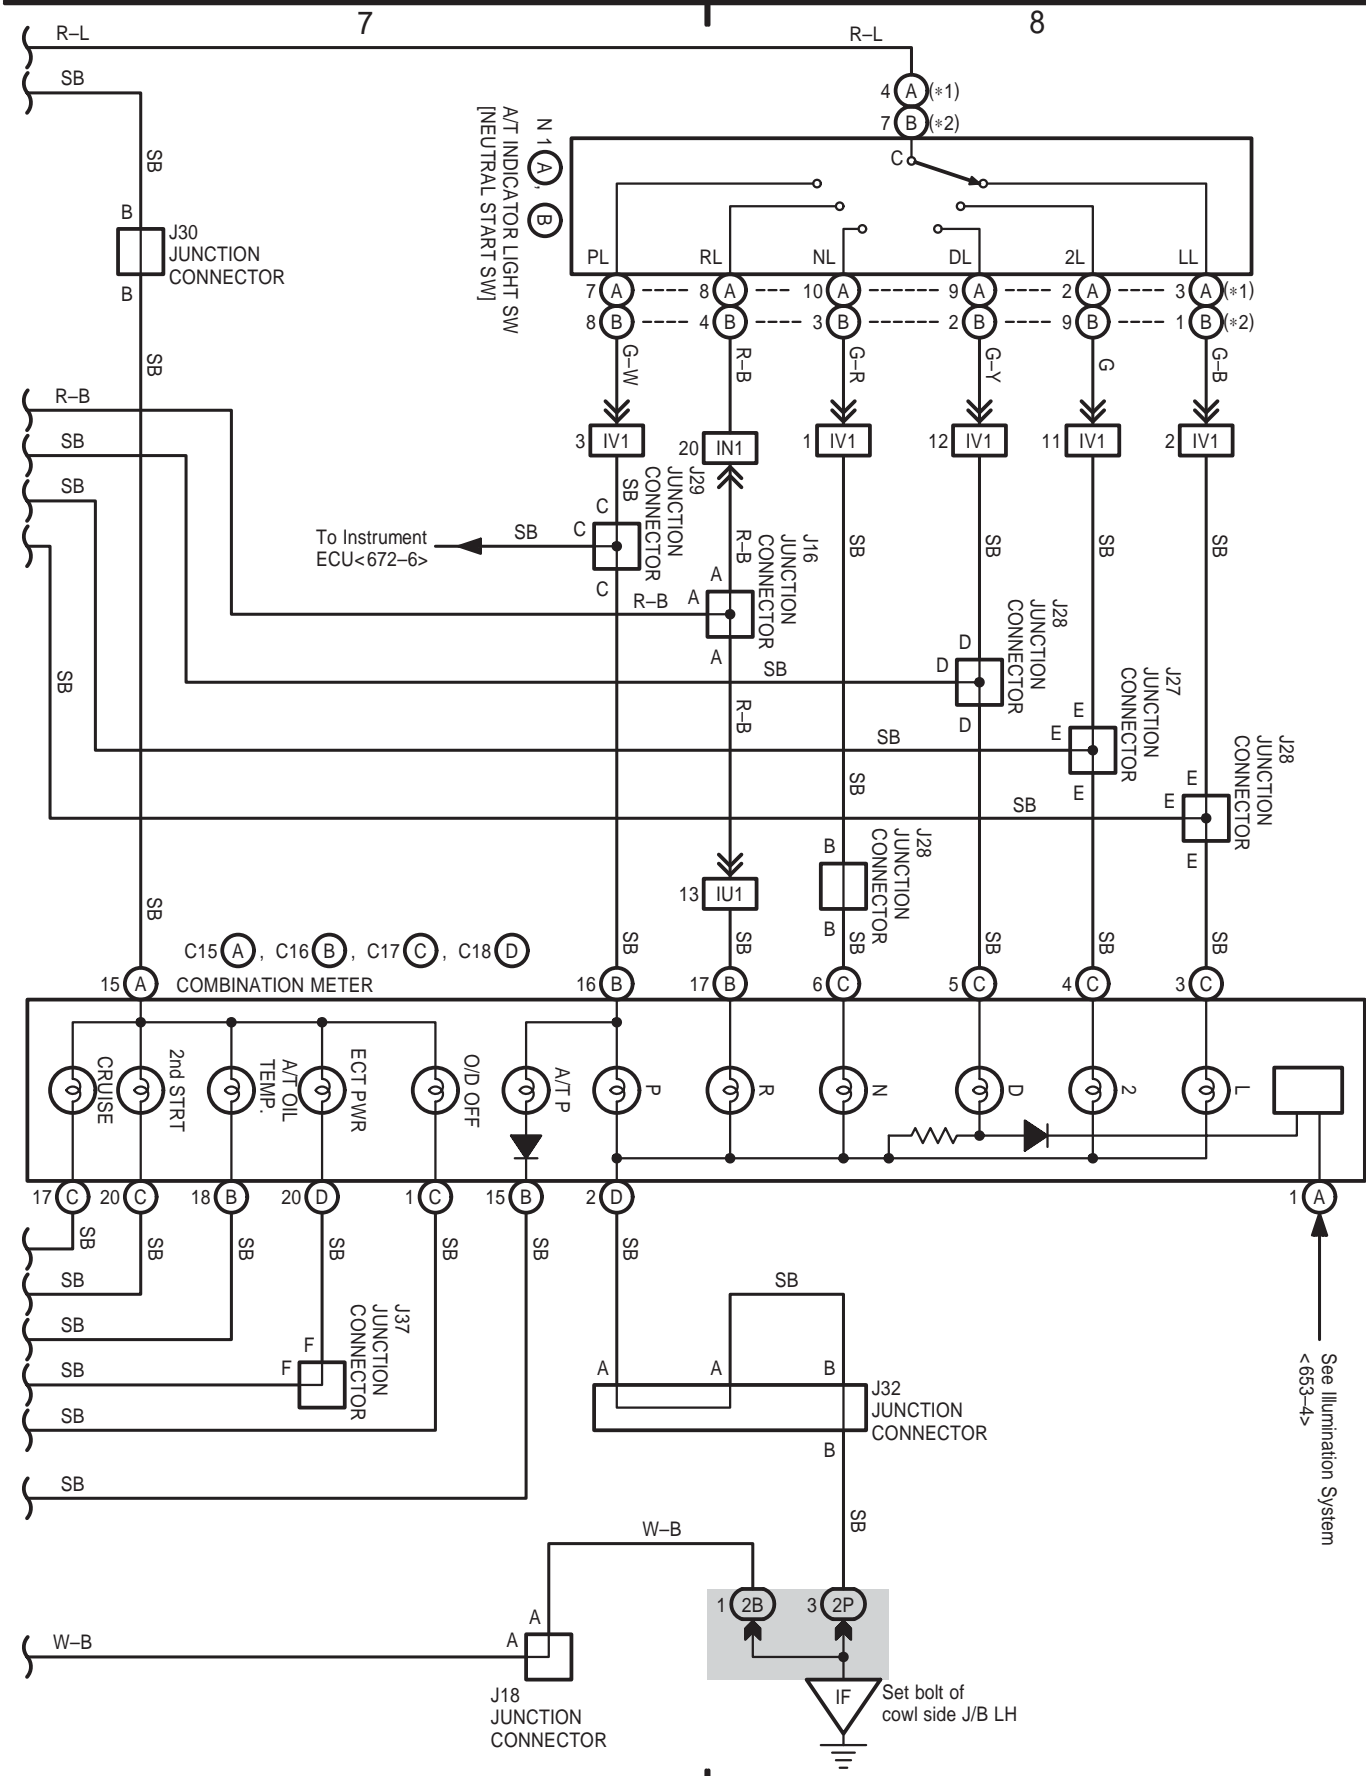 7
8
R–L
R–L
SB
4 A (*1)
7 B (*2)
N 1 A , B
A/T INDICATOR LIGHT SW
[NEUTRAL START SW]
C
SB
B
J30
JUNCTION
CONNECTOR
B
PL
RL
NL
DL
2L
LL
7 A
8 A
10 A
9 A
2 A
3 A (*1)
8 B
4 B
3 B
2 B
9 B
1 B (*2)
SB
G–W
R–B
G–R
G–Y
G
G–B
R–B
SB
SB
3 IV1
20 IN1
1 IV1
12 IV1
11 IV1
2 IV1
SB
J29
JUNCTION
CONNECTOR
C
C
C
To Instrument
ECU<672–6>
SB
R–B
J16
JUNCTION
CONNECTOR
SB
SB
SB
SB
A
A
A
R–B
J28
JUNCTION
CONNECTOR
D
D
D
SB
SB
R–B
J27
JUNCTION
CONNECTOR
E
E
E
SB
J28
JUNCTION
CONNECTOR
E
E
E
SB
SB
J28
JUNCTION
CONNECTOR
B
B
13 IU1
SB
SB
SB
SB
SB
SB
SB
C15 A , C16 B , C17 C , C18 D
COMBINATION METER
15 A
16 B
17 B
6 C
5 C
4 C
3 C
CRUISE
2nd STRT
A/T OIL
TEMP.
ECT PWR
O/D OFF
A/T P
P
R
N
D
2
L
17 C
20 C
18 B
20 D
1 C
15 B
2 D
1 A
SB
SB
SB
SB
SB
SB
SB
SB
SB
SB
SB
SB
SB
J37
JUNCTION
CONNECTOR
F
F
See Illumination System
<653–4>
A
A
B
J32
JUNCTION
CONNECTOR
B
SB
W–B
1 2B
3 2P
W–B
A
A
J18
JUNCTION
CONNECTOR
IF
Set bolt of
cowl side J/B LH